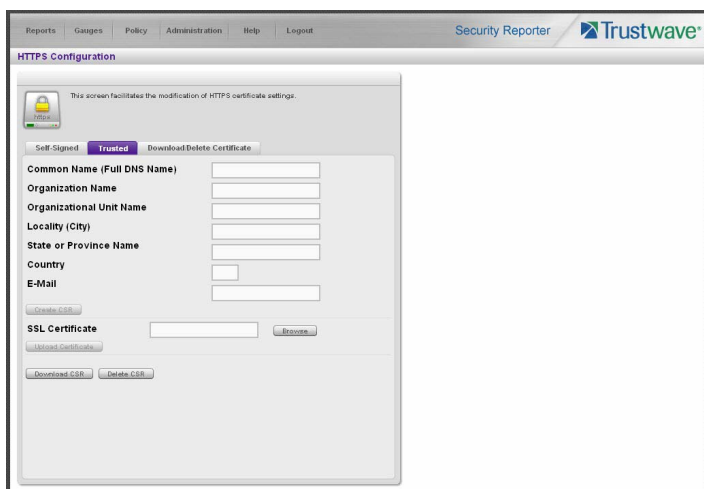 Reports Gauges Policy Administration Help Logout
Security Reporter
Trustwave®
HTTPS Configuration
This screen facilitates the modification of HTTPS certificate settings.
https
Self-Signed Trusted Download/Delete Certificate
Common Name (Full DNS Name)
Organization Name
Organizational Unit Name
Locality (City)
State or Province Name
Country
E-Mail
Create CSR
SSL Certificate Browse
Upload Certificate
Download CSR Delete CSR